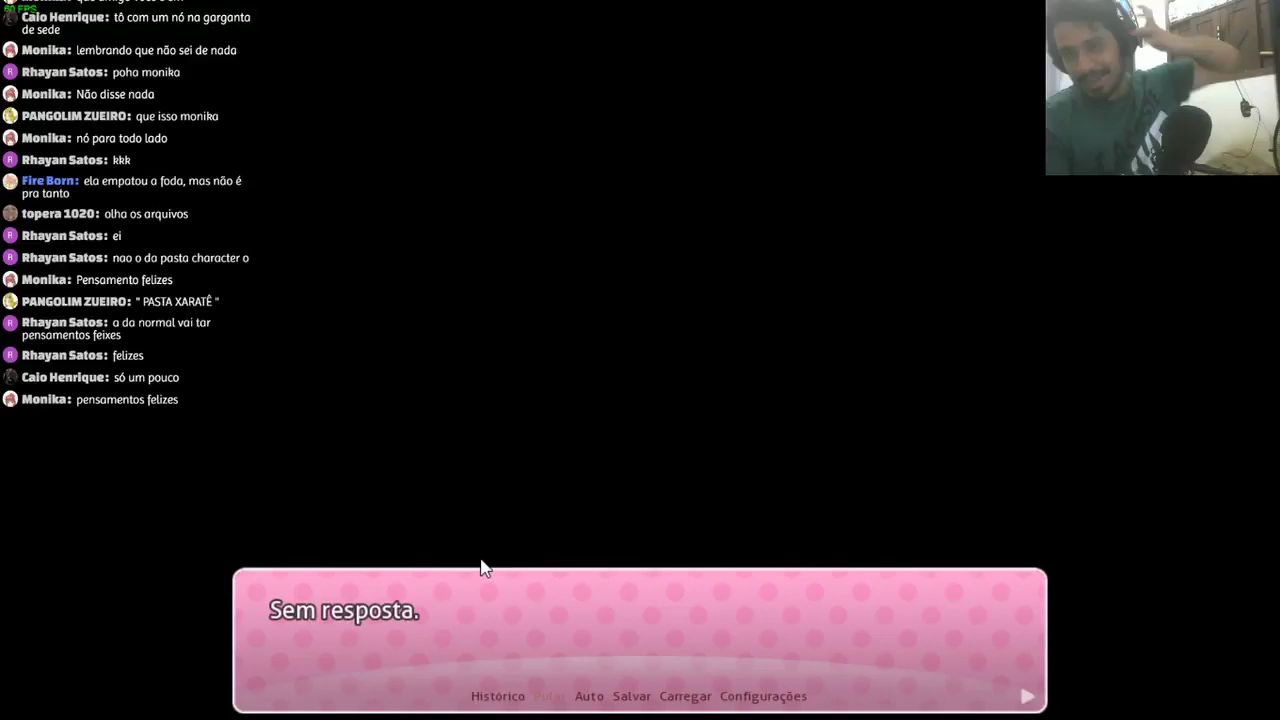 60 FPS
Caio Henrique: tô com um nó na garganta
de sede
Monika: lembrando que não sei de nada
R Rhayan Satos: poha monika
Monika: Não disse nada
PANGOLIM ZUEIRO: que isso monika
Monika: nó para todo lado
R Rhayan Satos: kkk
Fire Born: ela empatou a foda, mas não é
pra tanto
topera 1020: olha os arquivos
R Rhayan Satos: ei
R Rhayan Satos: nao o da pasta character o
Monika: Pensamento felizes
PANGOLIM ZUEIRO: " PASTA XARATÊ "
R Rhayan Satos: a da normal vai tar
pensamentos feixes
R Rhayan Satos: felizes
Caio Henrique: só um pouco
Monika: pensamentos felizes
Sem resposta.
Histórico Pular Auto Salvar Carregar Configurações